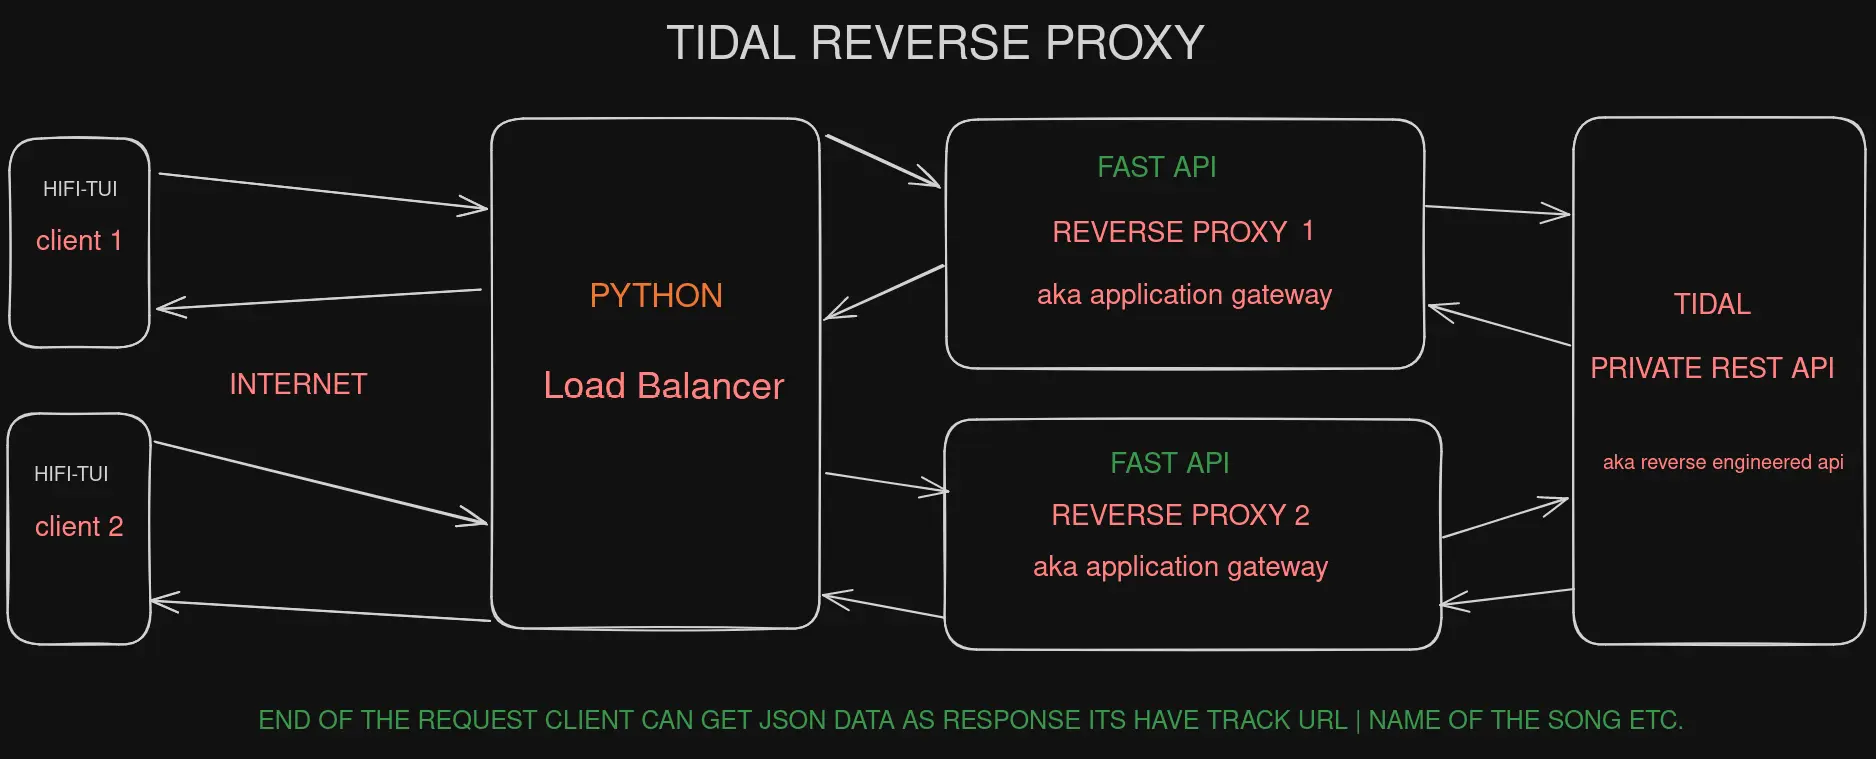 TIDAL REVERSE PROXY
HIFI-TUI
client 1
INTERNET
HIFI-TUI
client 2
PYTHON
Load Balancer
FAST API
REVERSE PROXY 1
aka application gateway
FAST API
REVERSE PROXY 2
aka application gateway
TIDAL
PRIVATE REST API
aka reverse engineered api
END OF THE REQUEST CLIENT CAN GET JSON DATA AS RESPONSE ITS HAVE TRACK URL | NAME OF THE SONG ETC.